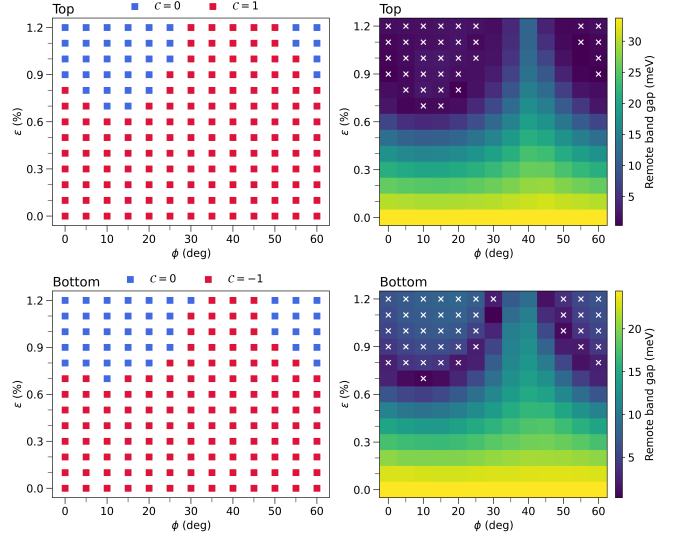 Top
C = 0 C = 1
1.2
0.9
0.6
0.3
0.0
ε (%)
0 10 20 30 40 50 60
ϕ (deg)
Top
1.2
0.9
0.6
0.3
0.0
ε (%)
0 10 20 30 40 50 60
ϕ (deg)
30
25
20
15
10
5
Remote band gap (meV)
Bottom
C = 0 C = −1
1.2
0.9
0.6
0.3
0.0
ε (%)
0 10 20 30 40 50 60
ϕ (deg)
Bottom
1.2
0.9
0.6
0.3
0.0
ε (%)
0 10 20 30 40 50 60
ϕ (deg)
20
15
10
5
Remote band gap (meV)